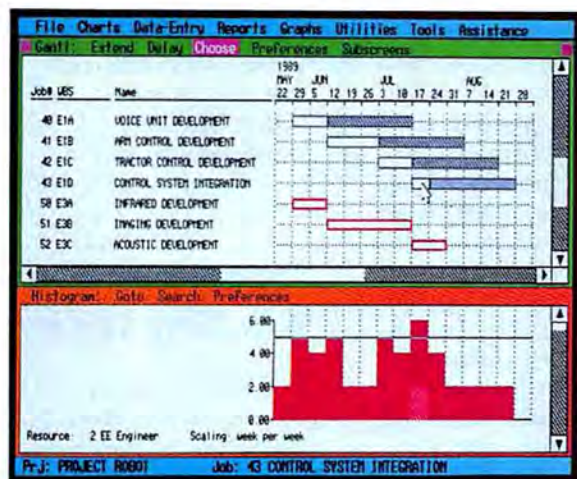 File Charts Data-Entry Reports Graphs Utilities Tools Assistance
Gantt: Extend Delay Choose Preferences Subscreens
1989
MAY JUN JUL AUG
Job# WBS Name 22 29 5 12 19 26 3 10 17 24 31 7 14 21 28
40 E1A VOICE UNIT DEVELOPMENT
41 E1B ARM CONTROL DEVELOPMENT
42 E1C TRACTOR CONTROL DEVELOPMENT
43 E1D CONTROL SYSTEM INTEGRATION
50 E3A INFRARED DEVELOPMENT
51 E3B IMAGING DEVELOPMENT
52 E3C ACOUSTIC DEVELOPMENT
Histogram: Goto Search Preferences
6.00
4.00
2.00
0.00
Resource: 2 EE Engineer Scaling: week per week
Prj: PROJECT ROBOT Job: 43 CONTROL SYSTEM INTEGRATION